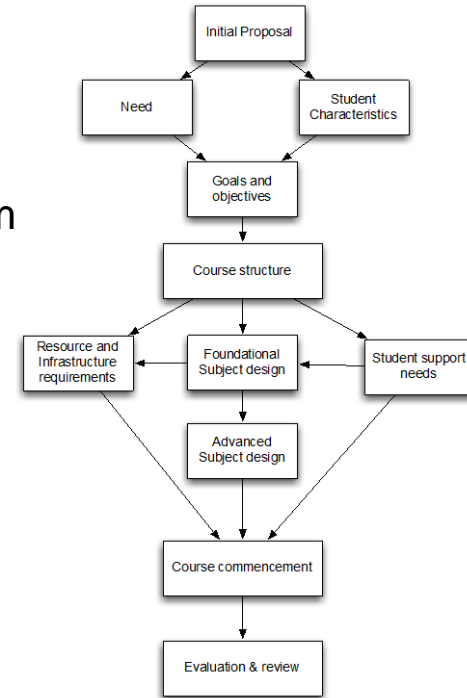 Initial Proposal
Need
Student
Characteristics
Goals and
objectives
Course structure
Resource and
Infrastructure
requirements
Foundational
Subject design
Student support
needs
Advanced
Subject design
Course commencement
Evaluation & review